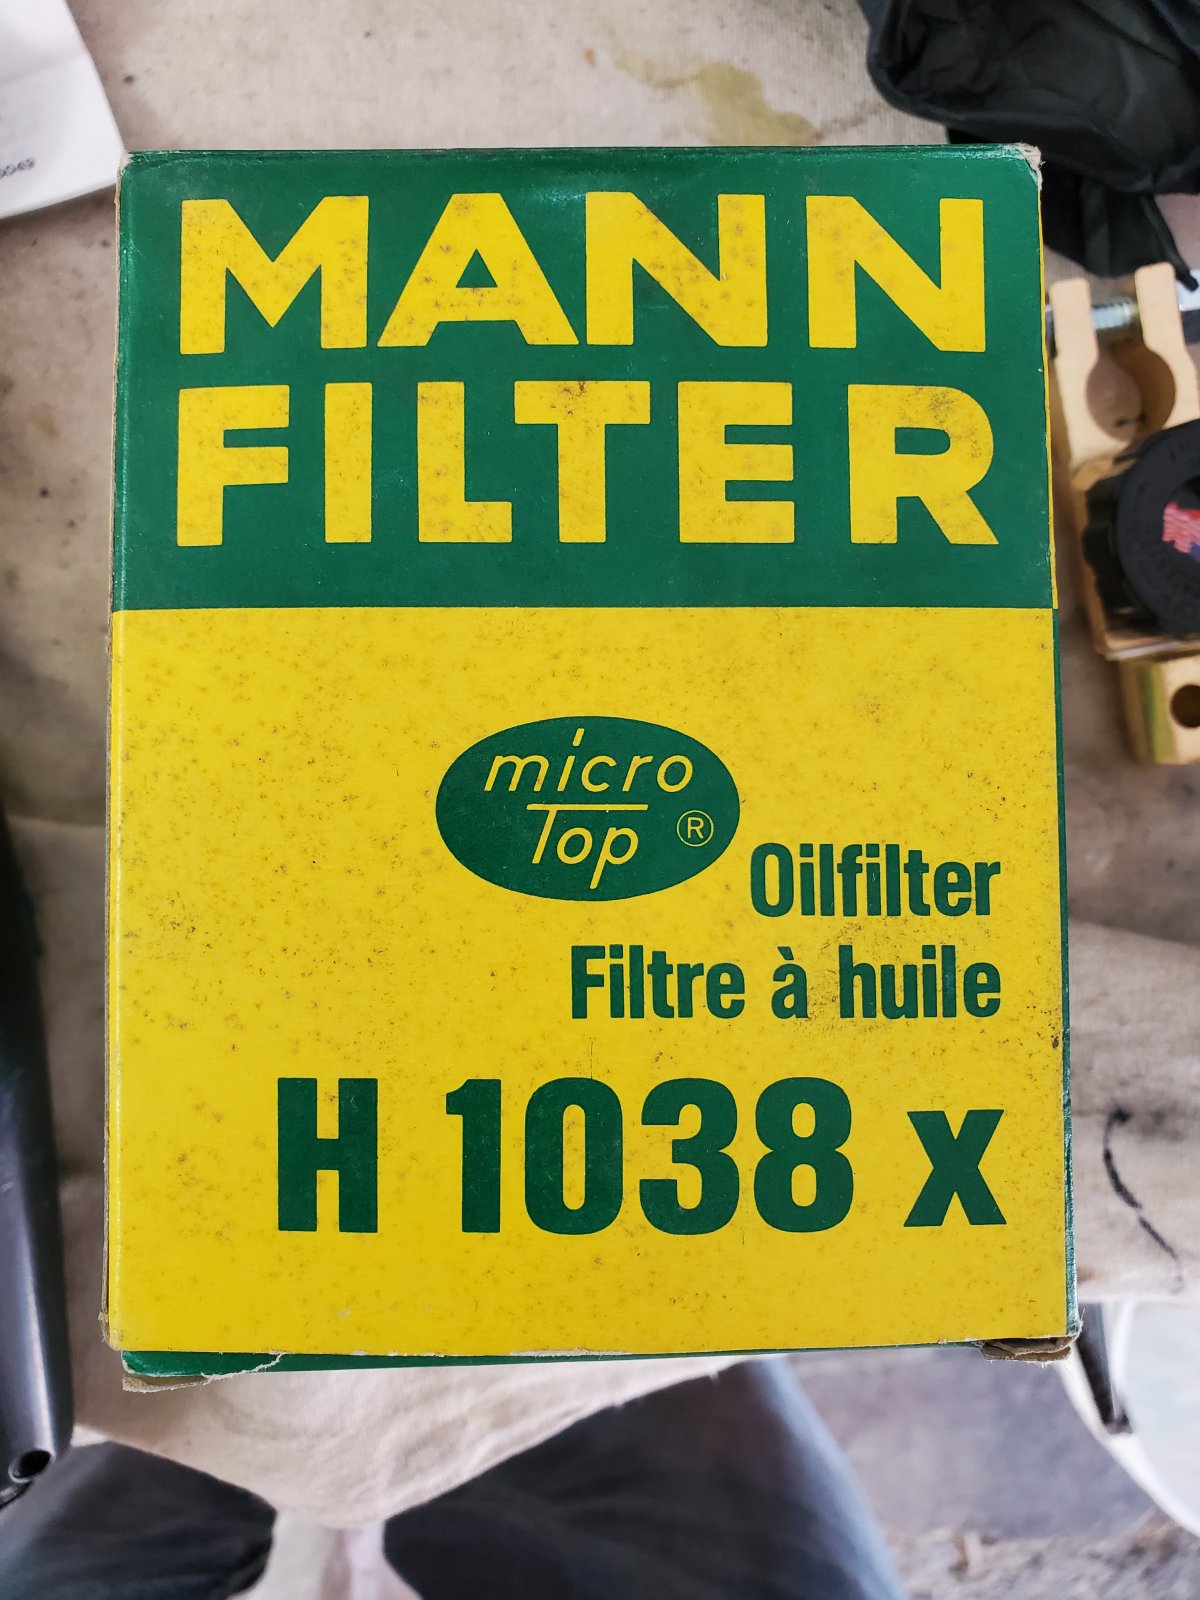 MANN
FILTER
micro
Top ®
Oilfilter
Filtre à huile
H 1038 x